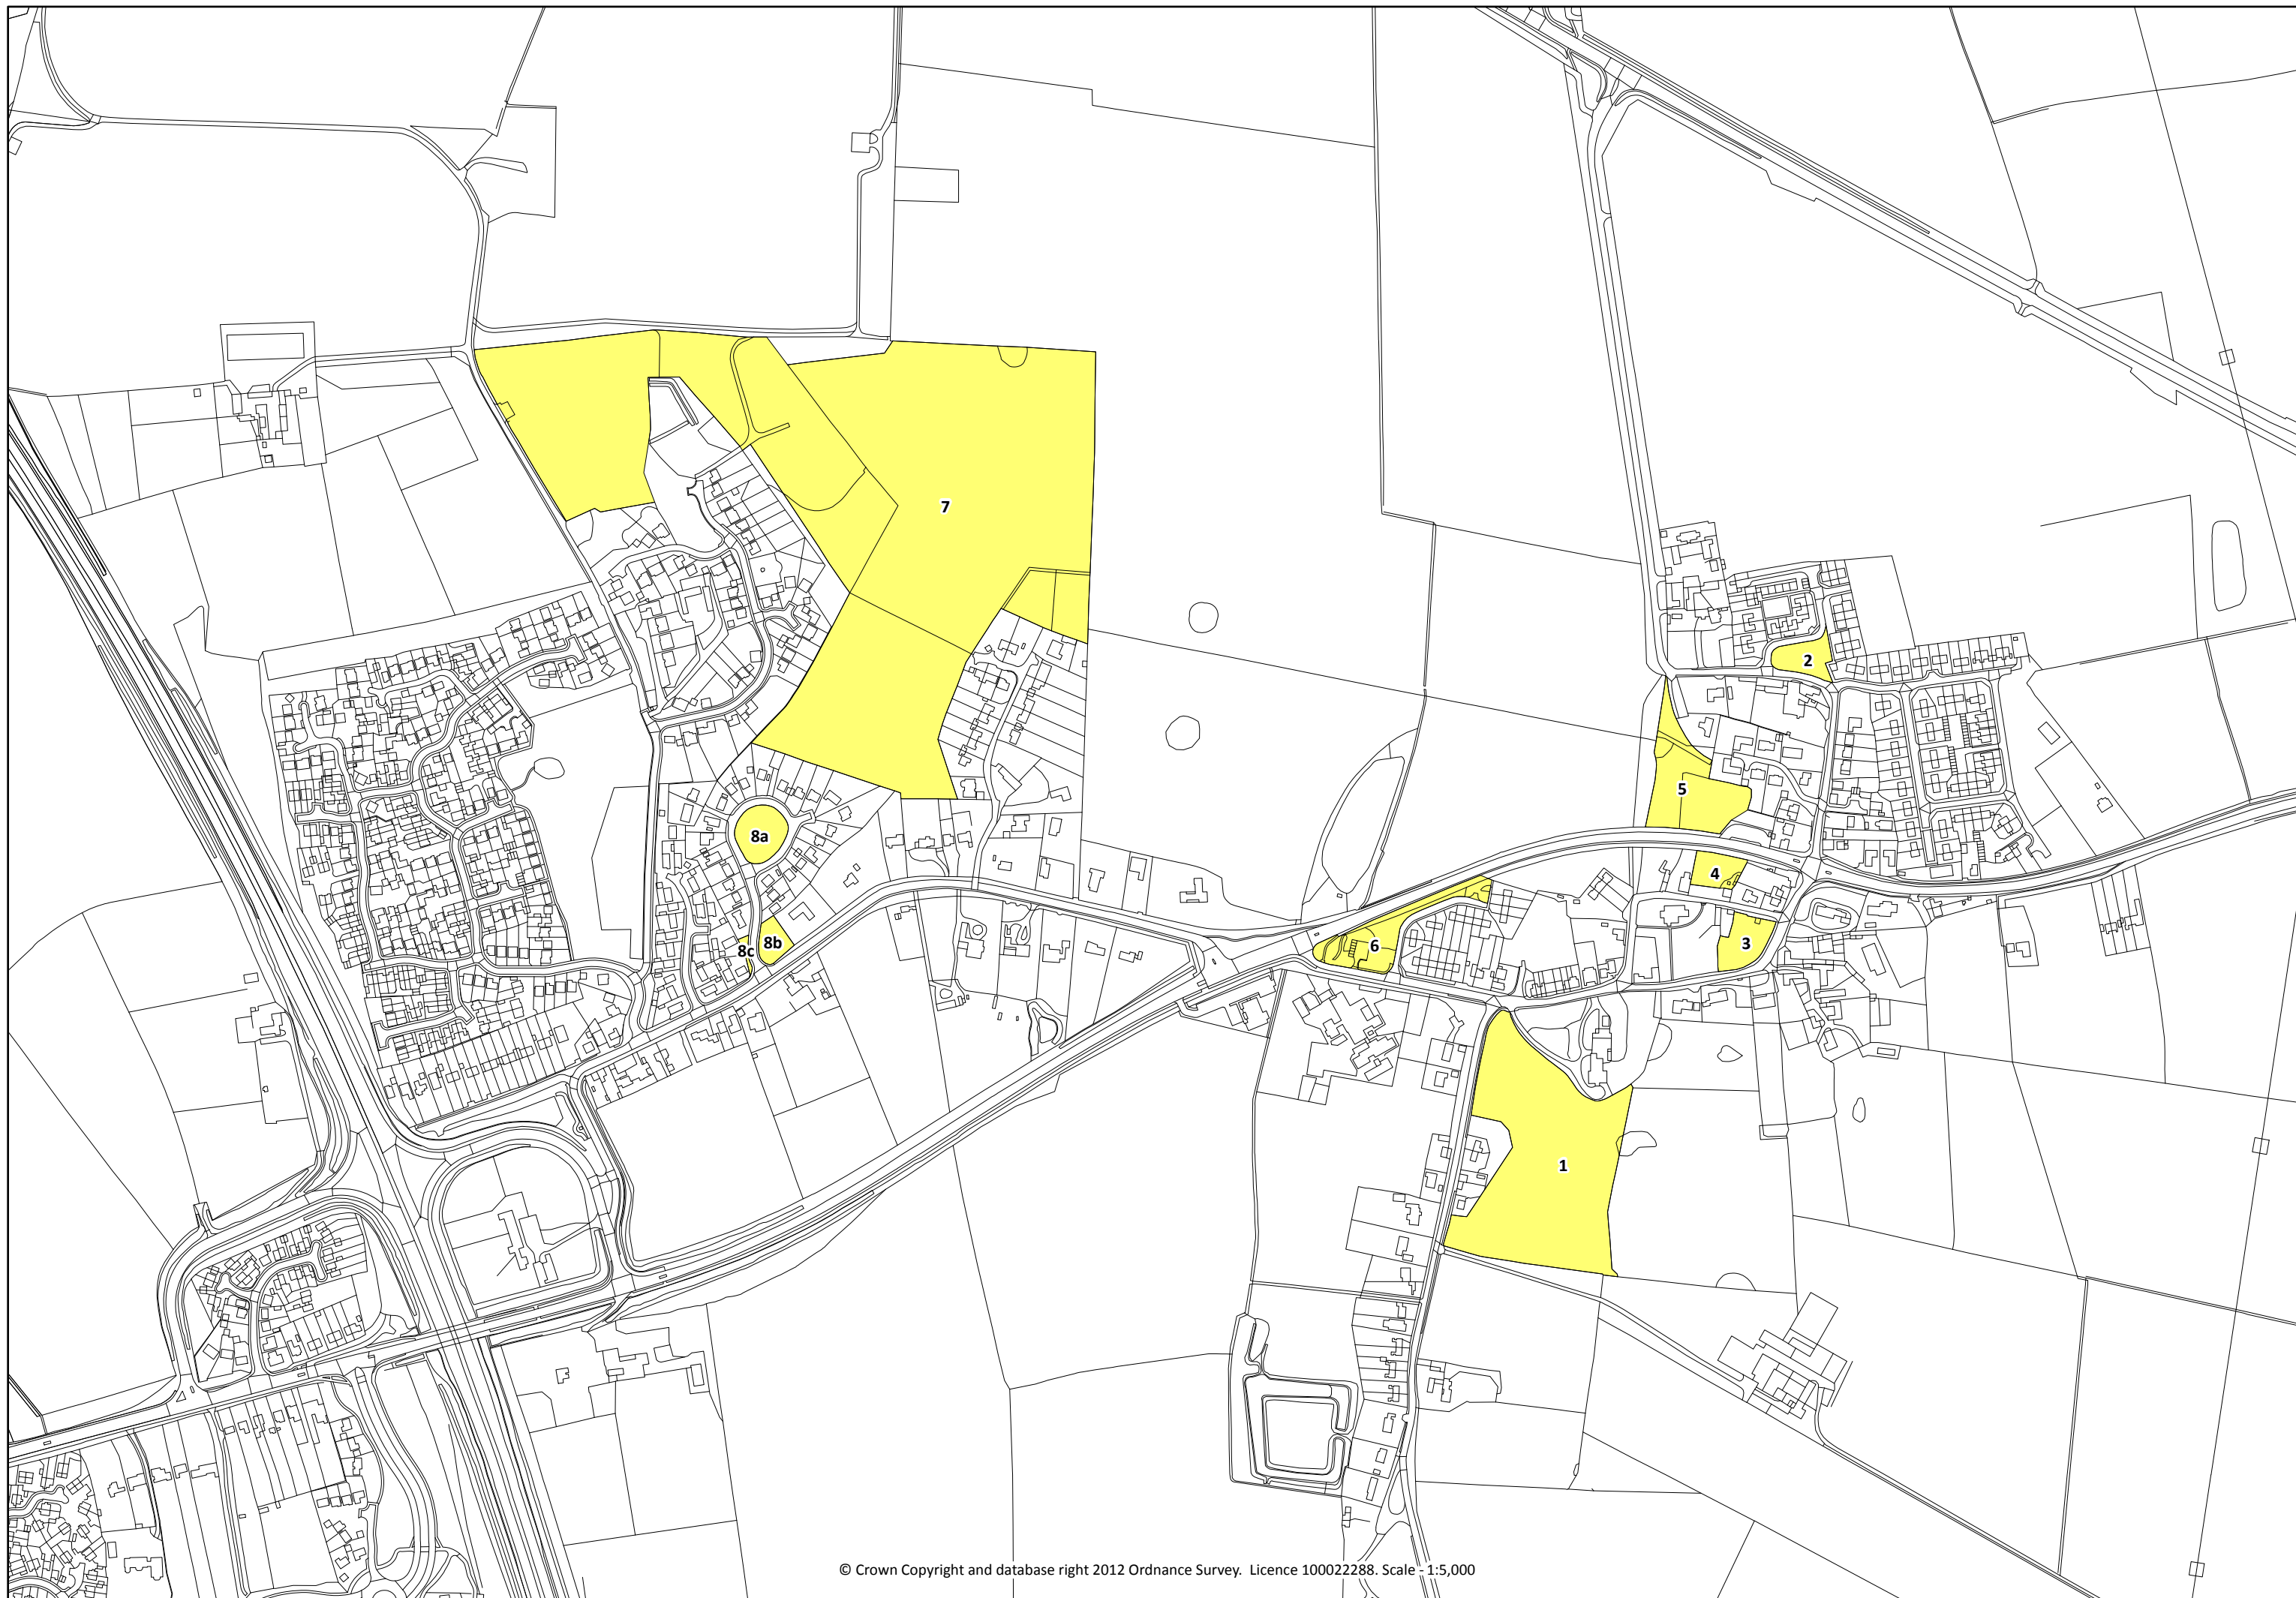 7
2
5
8a
4
8b
8c
3
6
1
© Crown Copyright and database right 2012 Ordnance Survey. Licence 100022288. Scale - 1:5,000